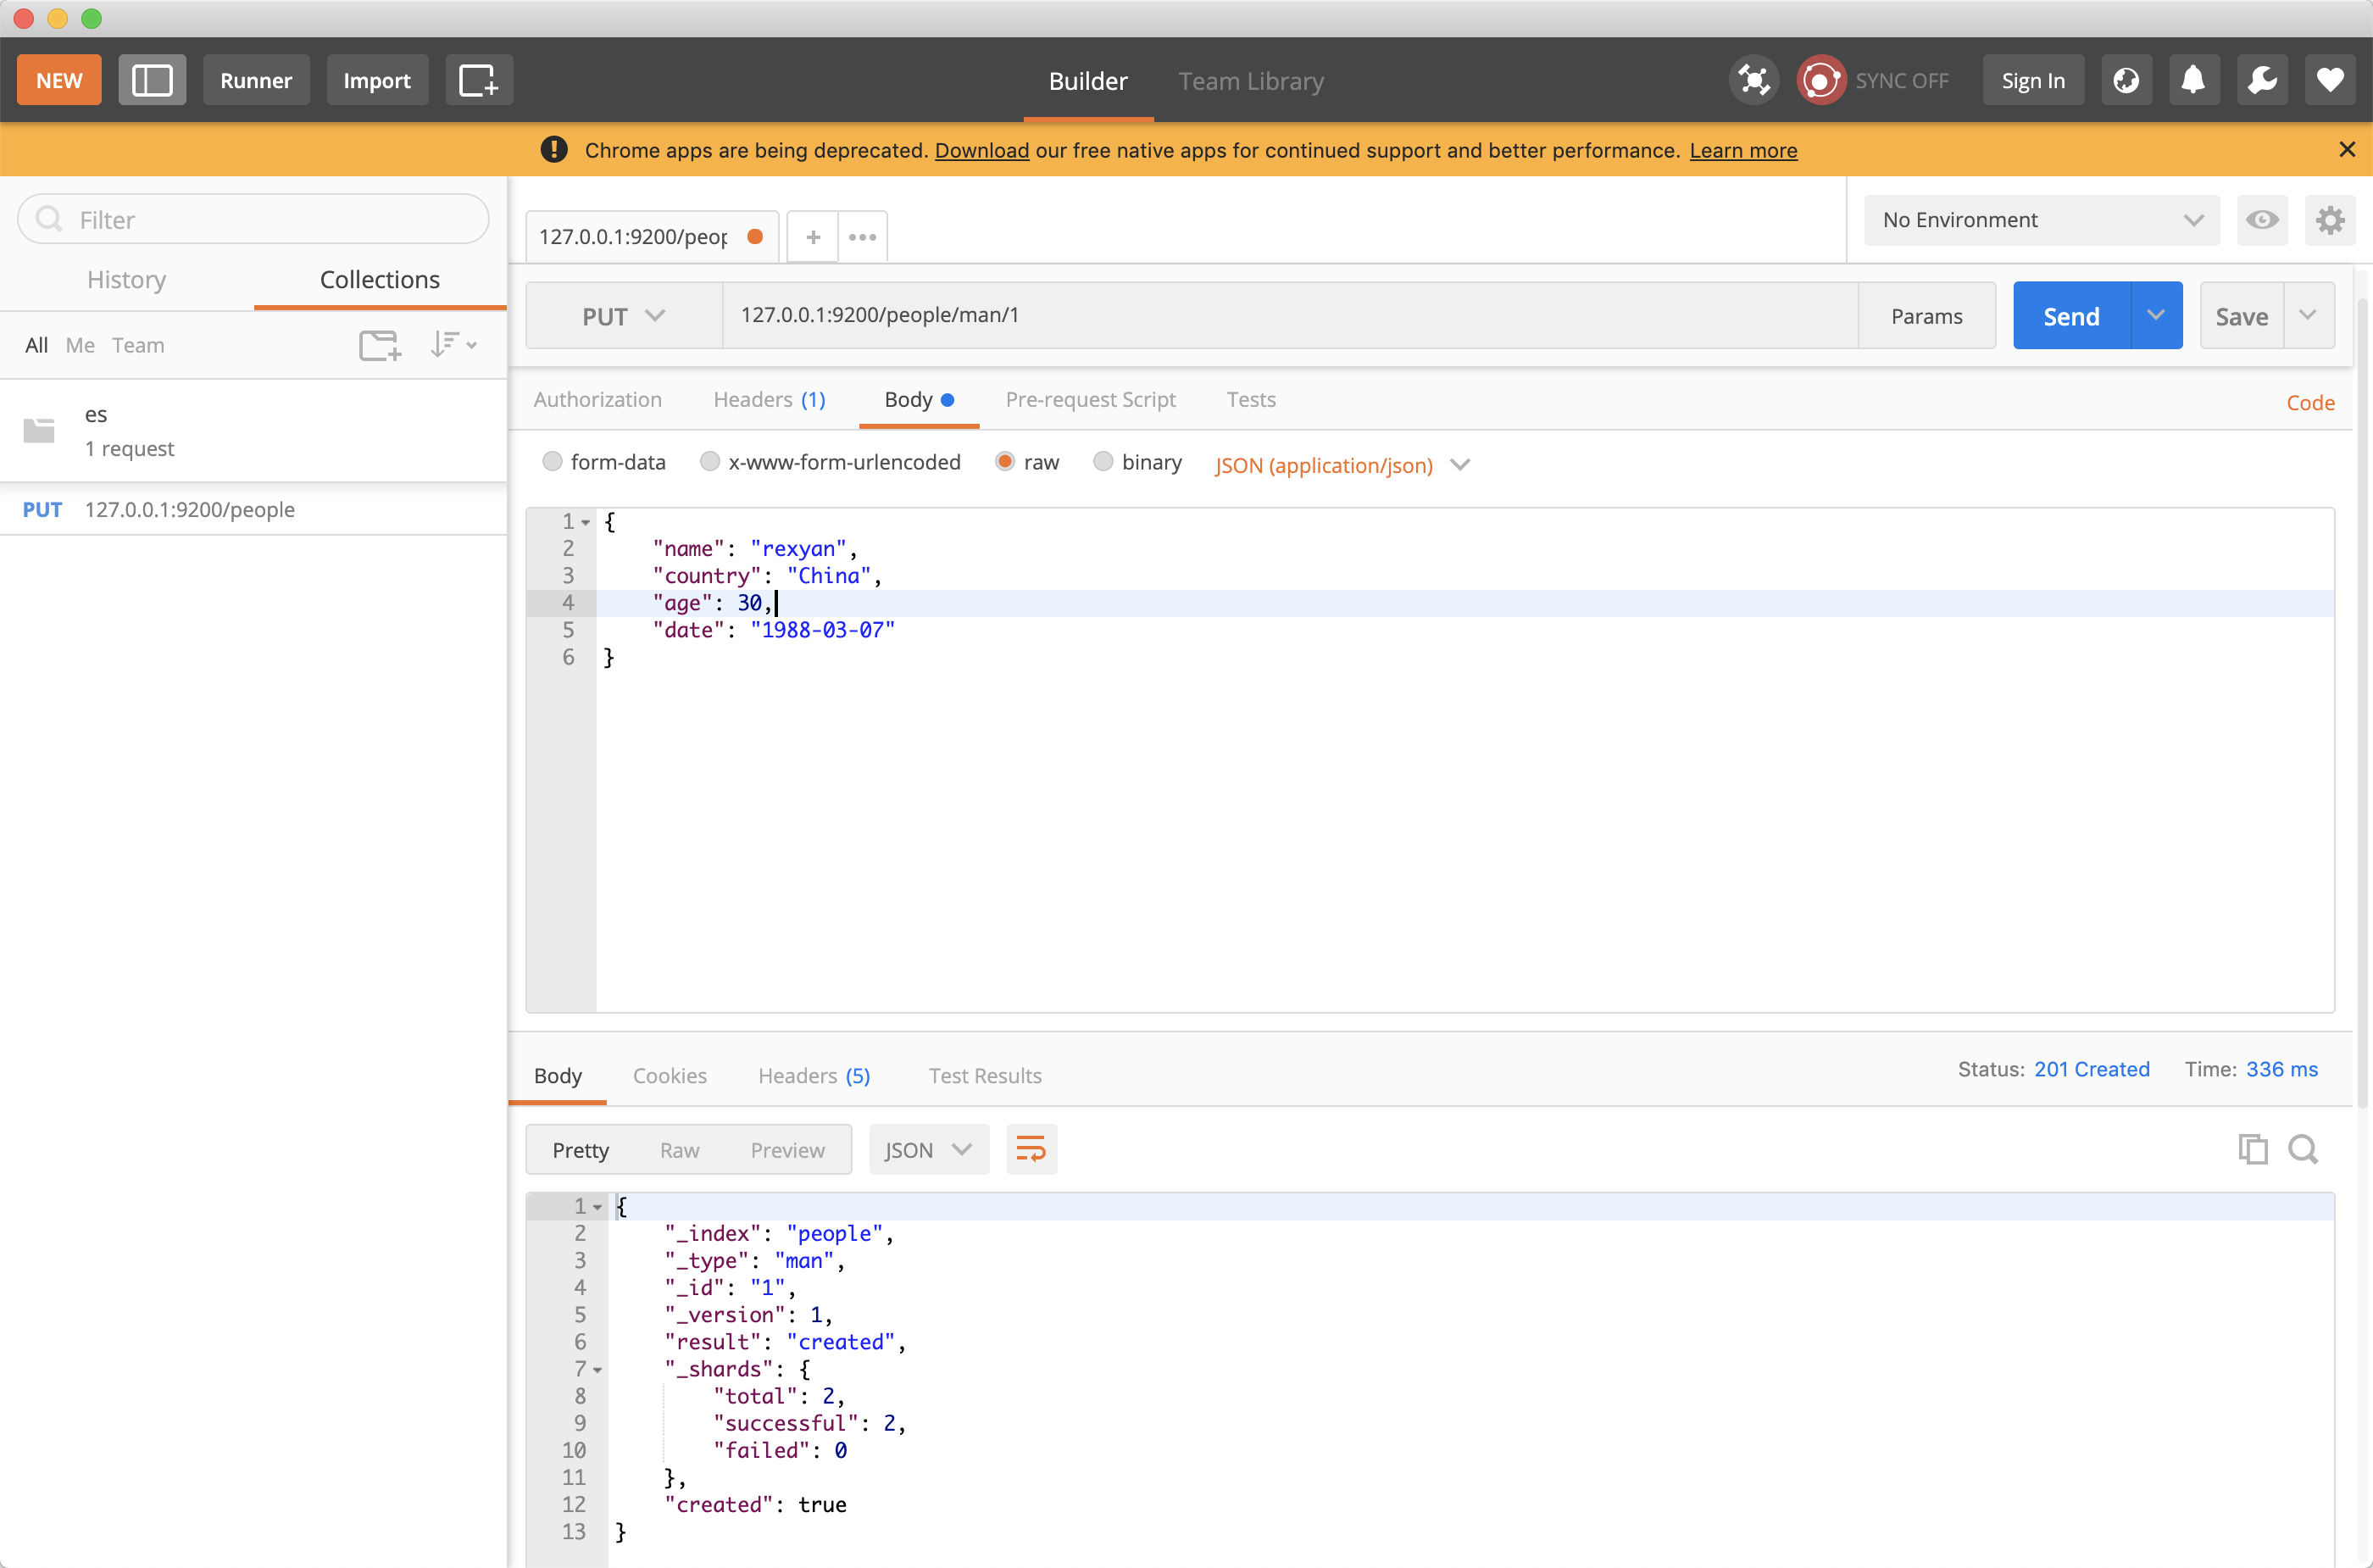 NEW Runner Import Builder Team Library SYNC OFF Sign In
Chrome apps are being deprecated. Download our free native apps for continued support and better performance. Learn more
Filter
History Collections
All Me Team
es
1 request
PUT 127.0.0.1:9200/people
127.0.0.1:9200/peop
No Environment
PUT 127.0.0.1:9200/people/man/1 Params Send Save
Authorization Headers (1) Body Pre-request Script Tests Code
form-data x-www-form-urlencoded raw binary JSON (application/json)
1 {
2 "name": "rexyan",
3 "country": "China",
4 "age": 30,
5 "date": "1988-03-07"
6 }
Body Cookies Headers (5) Test Results Status: 201 Created Time: 336 ms
Pretty Raw Preview JSON
1 {
2 "_index": "people",
3 "_type": "man",
4 "_id": "1",
5 "_version": 1,
6 "result": "created",
7 "_shards": {
8 "total": 2,
9 "successful": 2,
10 "failed": 0
11 },
12 "created": true
13 }